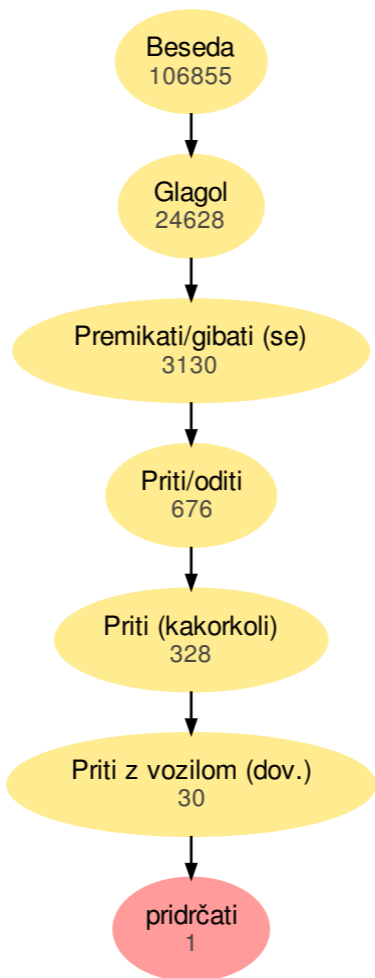 Beseda
106855
Glagol
24628
Premikati/gibati (se)
3130
Priti/oditi
676
Priti (kakorkoli)
328
Priti z vozilom (dov.)
30
pridrčati
1